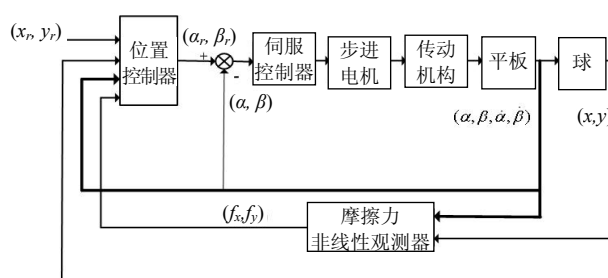 (xr, yr)
位置
控制器
(αr, βr)
+
-
(α, β)
伺服
控制器
步进
电机
传动
机构
平板
球
(α,β,α̇,β̇)
(x,y)
(fx,fy)
摩擦力
非线性观测器